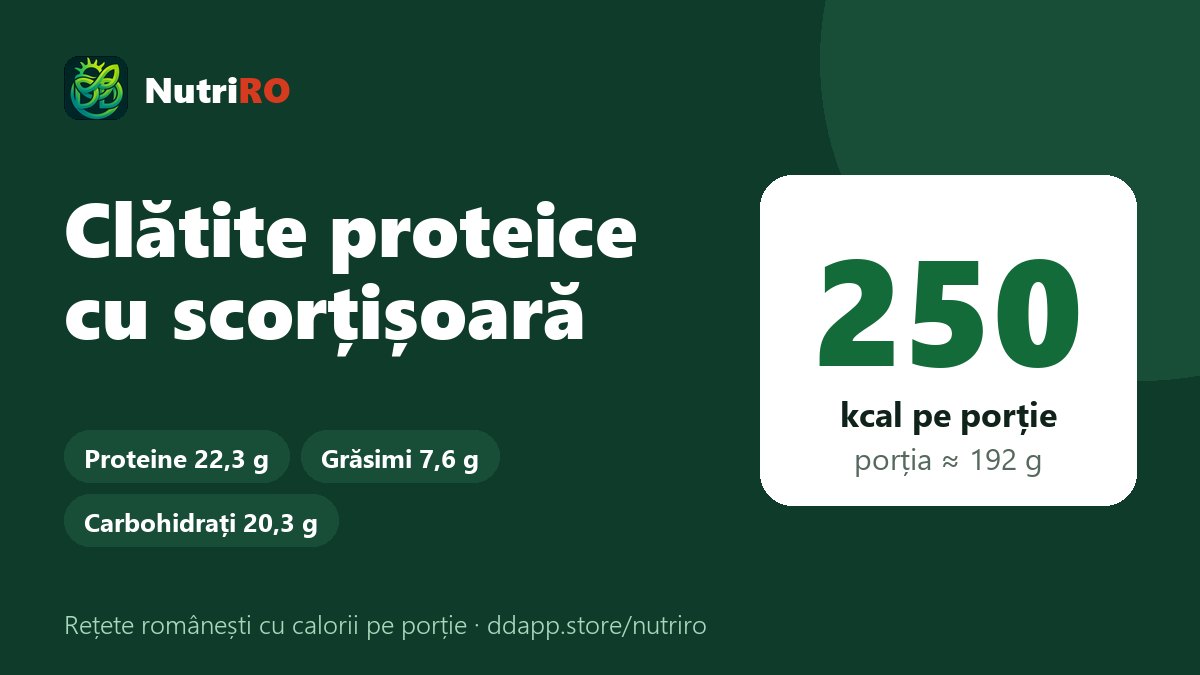 NutriRO
Clătite proteice
cu scorțișoară
250
kcal pe porție
porția ≈ 192 g
Proteine 22,3 g
Grăsimi 7,6 g
Carbohidrați 20,3 g
Rețete românești cu calorii pe porție · ddapp.store/nutriro